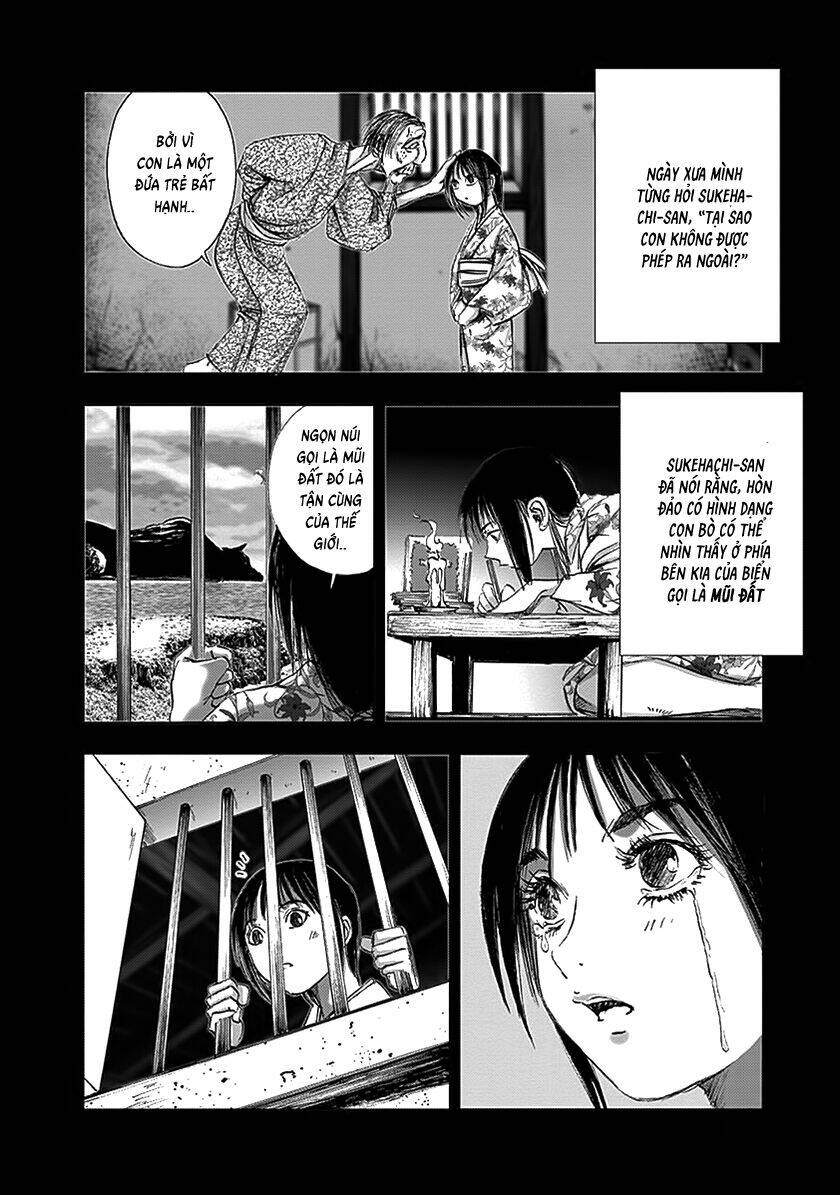 NGÀY XƯA MÌNH
TỪNG HỎI SUKEHA-
CHI-SAN, “TẠI SAO
CON KHÔNG ĐƯỢC
PHÉP RA NGOÀI?”
BỞI VÌ
CON LÀ MỘT
ĐỨA TRẺ BẤT
HẠNH..
SUKEHACHI-SAN
ĐÃ NÓI RẰNG, HÒN
ĐẢO CÓ HÌNH DẠNG
CON BÒ CÓ THỂ
NHÌN THẤY Ở PHÍA
BÊN KIA CỦA BIỂN
GỌI LÀ MŨI ĐẤT
NGỌN NÚI
GỌI LÀ MŨI
ĐẤT ĐÓ LÀ
TẬN CÙNG
CỦA THẾ
GIỚI..